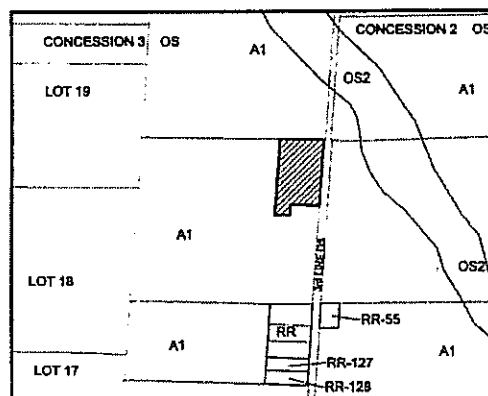 CONCESSION 3 OS
CONCESSION 2 OS
A1
OS2
A1
LOT 19
A1
OS2
LOT 18
RR-55
RR
A1
A1
RR-127
LOT 17
RR-128